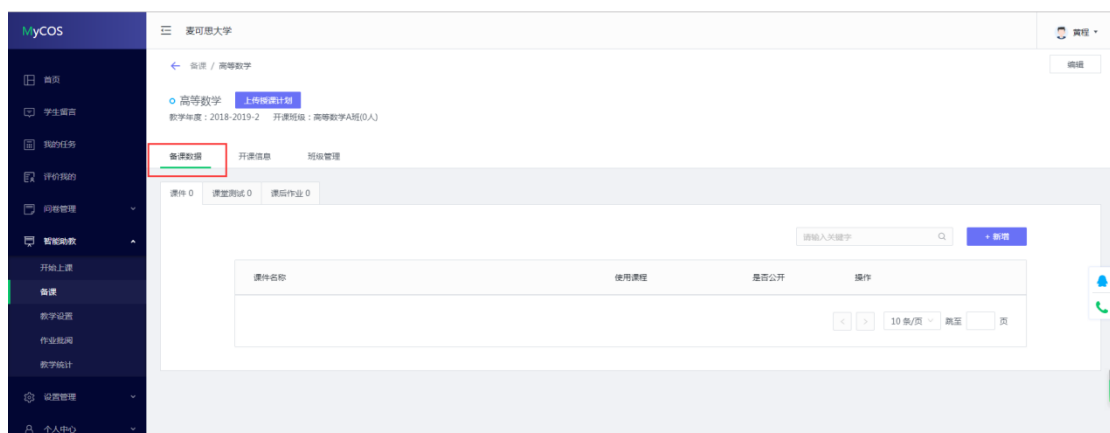 MyCOS
麦可思大学
黄程
← 备课 / 高等数学
编辑
首页
学生留言
我的任务
评价我的
问卷管理
智能助教
开始上课
备课
教学设置
作业批阅
教学统计
设置管理
个人中心
高等数学 上传授课计划
教学年度：2018-2019-2 开课班级：高等数学A班(0人)
备课数据 开课信息 班级管理
课件 0 课堂测试 0 课后作业 0
请输入关键字 + 新增
课件名称 使用课程 是否公开 操作
< > 10 条/页 跳至 页